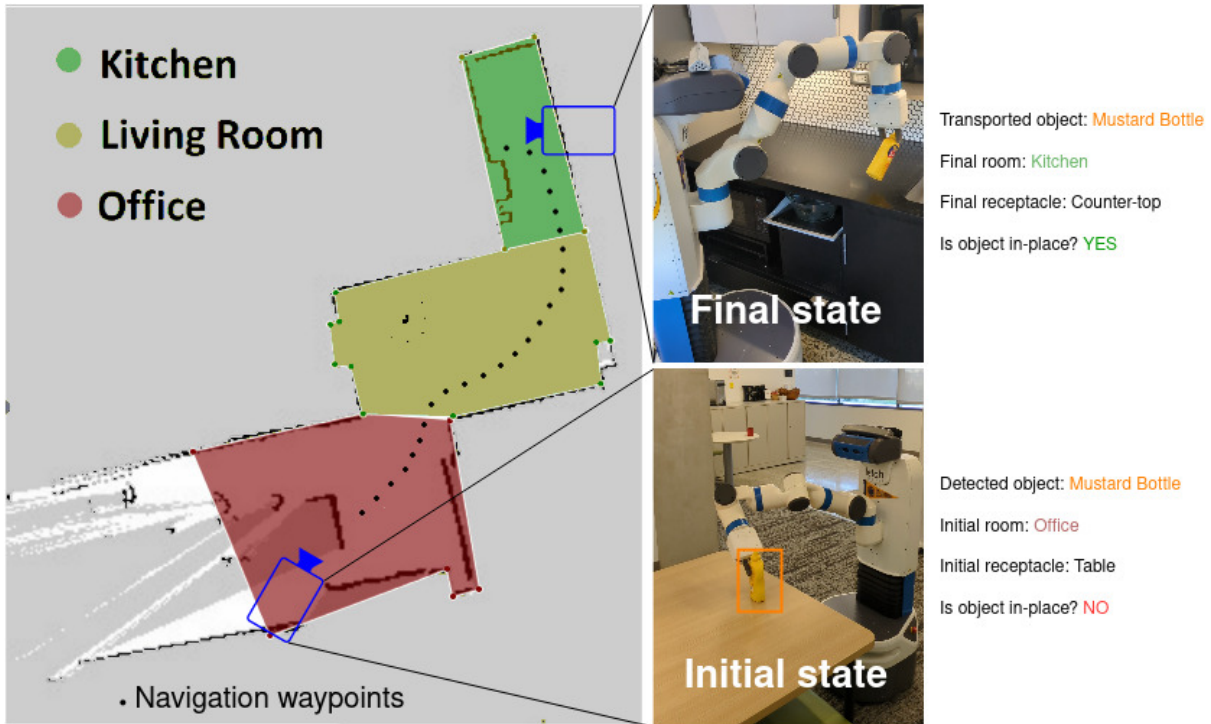 Kitchen
Living Room
Office
Navigation waypoints
Final state
Transported object: Mustard Bottle
Final room: Kitchen
Final receptacle: Counter-top
Is object in-place? YES
Initial state
fetch
Detected object: Mustard Bottle
Initial room: Office
Initial receptacle: Table
Is object in-place? NO